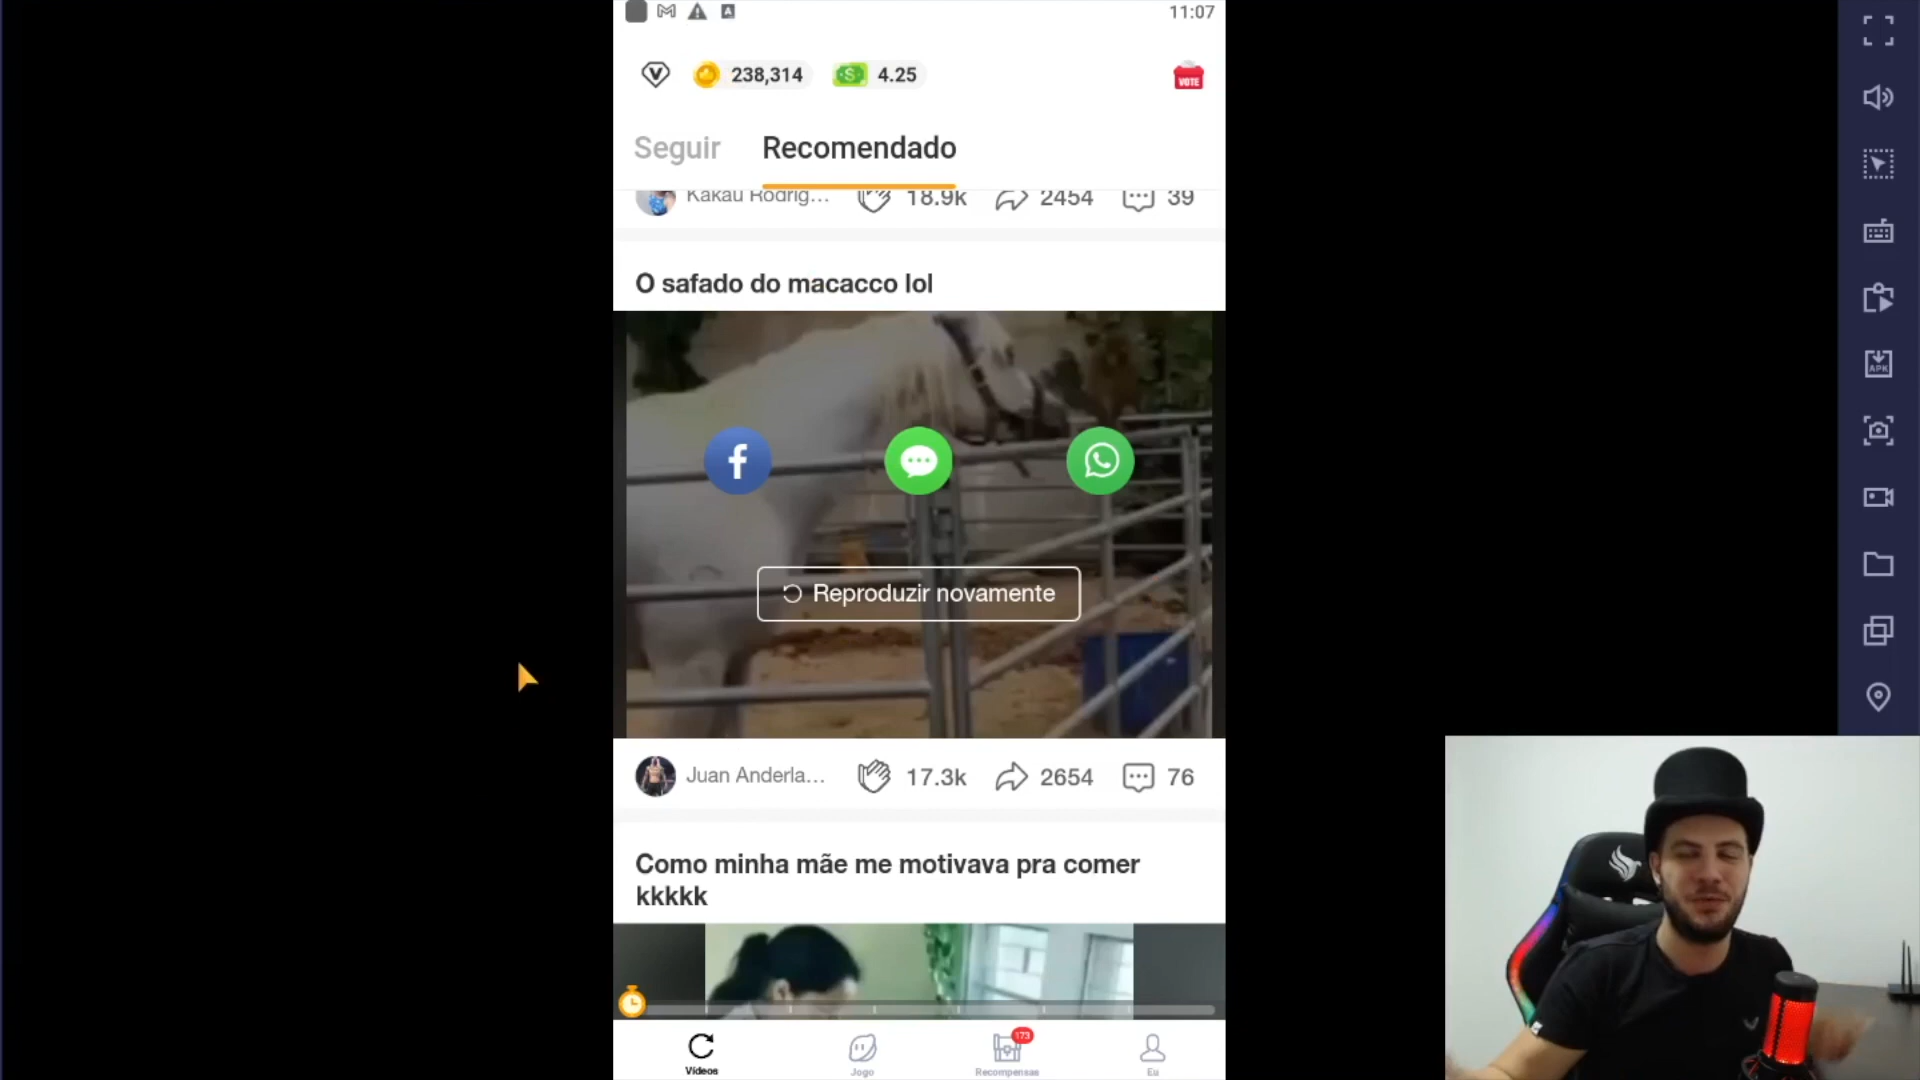 11:07
238,314
4.25
VOTE
Seguir
Recomendado
Kakau Rodrig...
18.9k
2454
39
O safado do macacco lol
Reproduzir novamente
Juan Anderla...
17.3k
2654
76
Como minha mãe me motivava pra comer
kkkkk
173
Vídeos
Jogo
Recompensas
Eu
APK